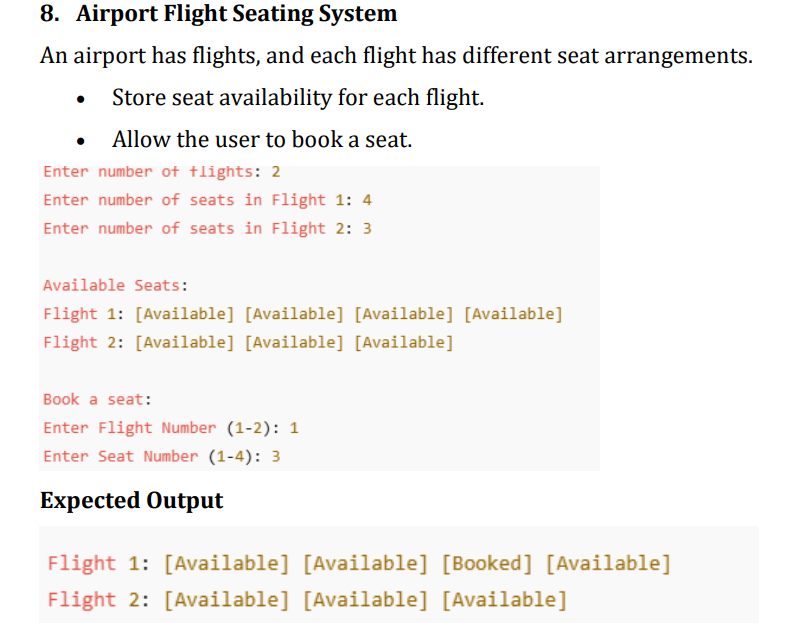 8. Airport Flight Seating System
An airport has flights, and each flight has different seat arrangements.
• Store seat availability for each flight.
• Allow the user to book a seat.
Enter number of flights: 2
Enter number of seats in Flight 1: 4
Enter number of seats in Flight 2: 3
Available Seats:
Flight 1: [Available] [Available] [Available] [Available]
Flight 2: [Available] [Available] [Available]
Book a seat:
Enter Flight Number (1-2): 1
Enter Seat Number (1-4): 3
Expected Output
Flight 1: [Available] [Available] [Booked] [Available]
Flight 2: [Available] [Available] [Available]